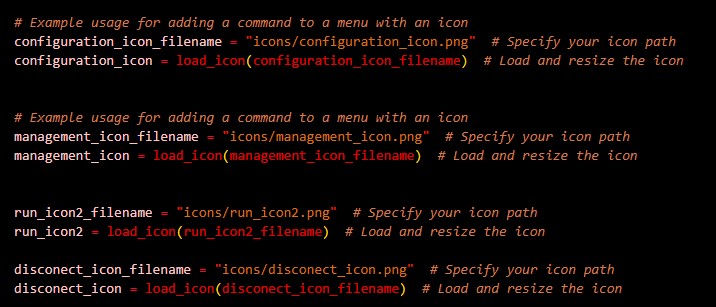 # Example usage for adding a command to a menu with an icon
configuration_icon_filename = "icons/configuration_icon.png"  # Specify your icon path
configuration_icon = load_icon(configuration_icon_filename)  # Load and resize the icon
# Example usage for adding a command to a menu with an icon
management_icon_filename = "icons/management_icon.png"  # Specify your icon path
management_icon = load_icon(management_icon_filename)  # Load and resize the icon
run_icon2_filename = "icons/run_icon2.png"  # Specify your icon path
run_icon2 = load_icon(run_icon2_filename)  # Load and resize the icon
disconect_icon_filename = "icons/disconect_icon.png"  # Specify your icon path
disconect_icon = load_icon(disconect_icon_filename)  # Load and resize the icon